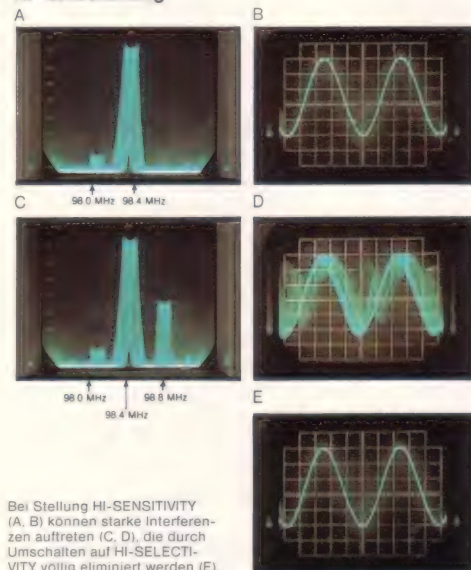 A
B
98.0 MHz 98.4 MHz
C
D
98.0 MHz 98.8 MHz
98.4 MHz
E
Bei Stellung HI-SENSITIVITY
(A, B) können starke Interferen-
zen auftreten (C, D), die durch
Umschalten auf HI-SELECTI-
VITY völlig eliminiert werden (E).